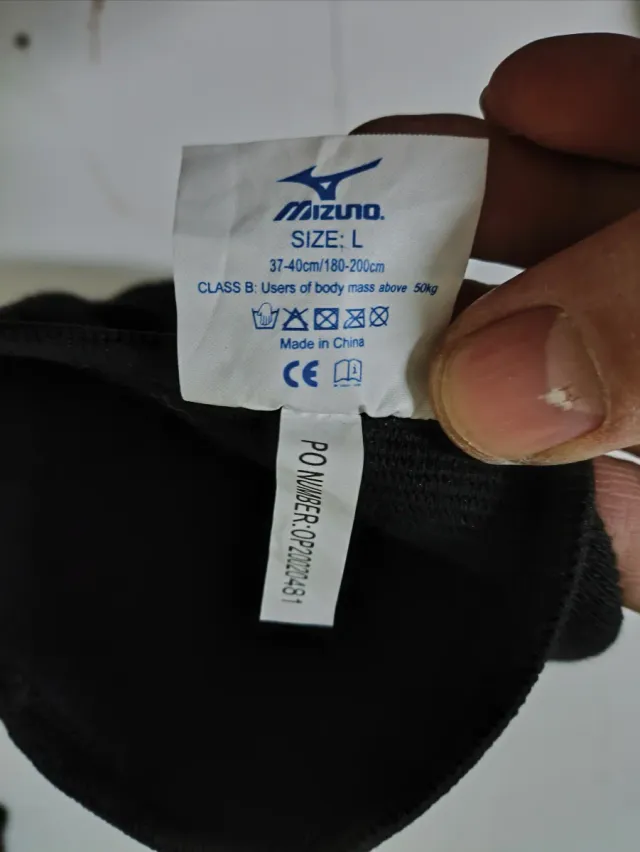 MIZUNO.
SIZE: L
37-40cm/180-200cm
CLASS B: Users of body mass above 50kg
Made in China
CE
PO NUMBER:OP20020481